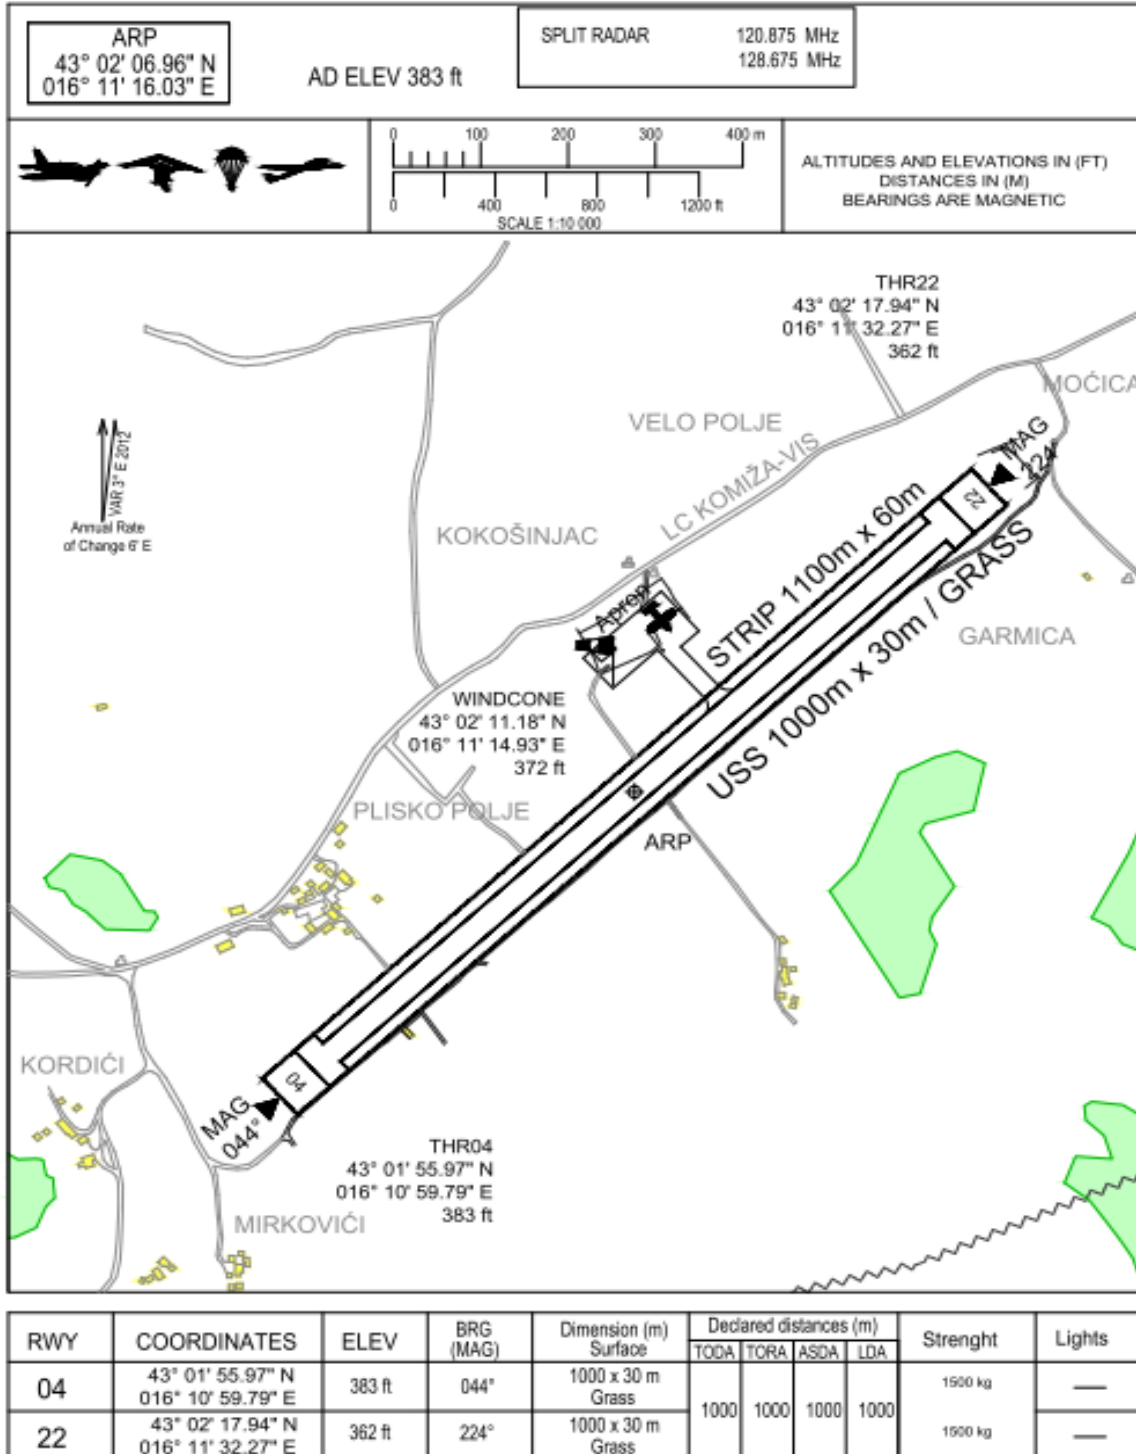 ARP
43° 02' 06.96" N
016° 11' 16.03" E
AD ELEV 383 ft
SPLIT RADAR 120.875 MHz
128.675 MHz
0 100 200 300 400 m
0 400 800 1200 ft
SCALE 1:10 000
ALTITUDES AND ELEVATIONS IN (FT)
DISTANCES IN (M)
BEARINGS ARE MAGNETIC
THR22
43° 02' 17.94" N
016° 11' 32.27" E
362 ft
MOČICA
VELO POLJE
LC KOMIŽA-VIS
MAG
224°
VAR 3° E 2012
Annual Rate
of Change 6' E
KOKOŠINJAC
22
STRIP 1100m x 60m
USS 1000m x 30m / GRASS
Apron
GARMICA
WINDCONE
43° 02' 11.18" N
016° 11' 14.93" E
372 ft
PLISKO POLJE
ARP
KORDIĆI
04
MAG
044°
THR04
43° 01' 55.97" N
016° 10' 59.79" E
383 ft
MIRKOVIĆI
RWY COORDINATES ELEV BRG (MAG) Dimension (m) Surface Declared distances (m) Strenght Lights
TODA TORA ASDA LDA
04 43° 01' 55.97" N 016° 10' 59.79" E 383 ft 044° 1000 x 30 m Grass 1500 kg —
1000 1000 1000 1000
22 43° 02' 17.94" N 016° 11' 32.27" E 362 ft 224° 1000 x 30 m Grass 1500 kg —